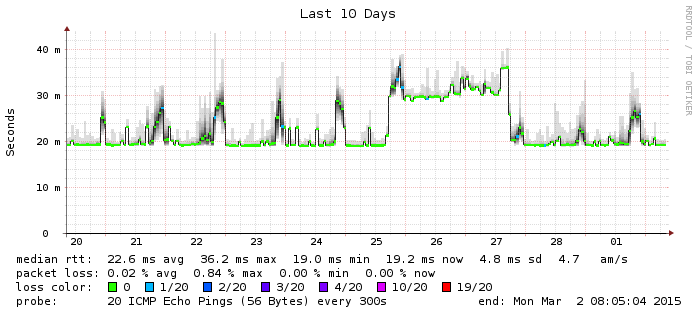 Last 10 Days
RRDTOOL / TOBI OETIKER
Seconds
40 m
30 m
20 m
10 m
0
20 21 22 23 24 25 26 27 28 01
median rtt: 22.6 ms avg 36.2 ms max 19.0 ms min 19.2 ms now 4.8 ms sd 4.7 am/s
packet loss: 0.02 % avg 0.84 % max 0.00 % min 0.00 % now
loss color: 0 1/20 2/20 3/20 4/20 10/20 19/20
probe: 20 ICMP Echo Pings (56 Bytes) every 300s end: Mon Mar 2 08:05:04 2015